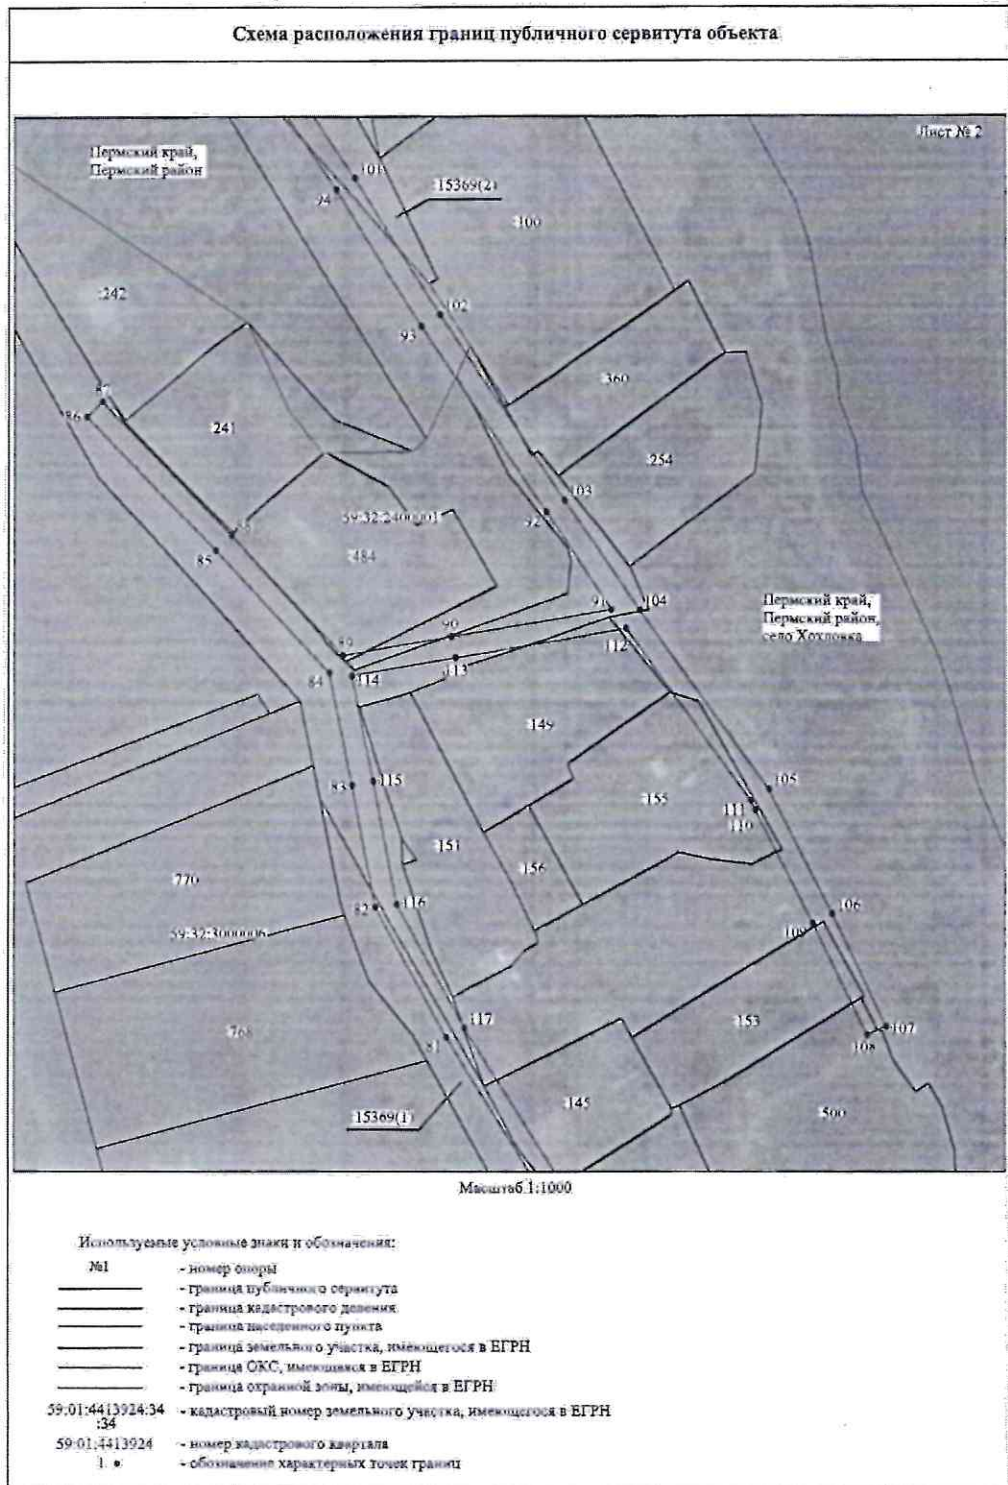 Схема расположения границ публичного сервитута объекта
Лист № 2
Пермский край,
Пермский район
101
94
15369(2)
:100
:242
102
93
:360
87
86
:241
:254
103
92
88
85
59:32:2400001
:484
91
104
Пермский край,
Пермский район,
село Хохловка
90
112
89
113
84
114
:149
115
83
105
:155
111
110
:151
:156
:770
82
116
106
109
59:32:3000006
117
:153
107
:768
81
108
15369(1)
:145
:500
Масштаб 1:1000
Используемые условные знаки и обозначения:
№1 - номер опоры
- граница публичного сервитута
- граница кадастрового деления
- граница населенного пункта
- граница земельного участка, имеющегося в ЕГРН
- граница ОКС, имеющаяся в ЕГРН
- граница охранной зоны, имеющейся в ЕГРН
59:01:4413924:34 - кадастровый номер земельного участка, имеющегося в ЕГРН
:34
59:01:4413924 - номер кадастрового квартала
1 • - обозначение характерных точек границ